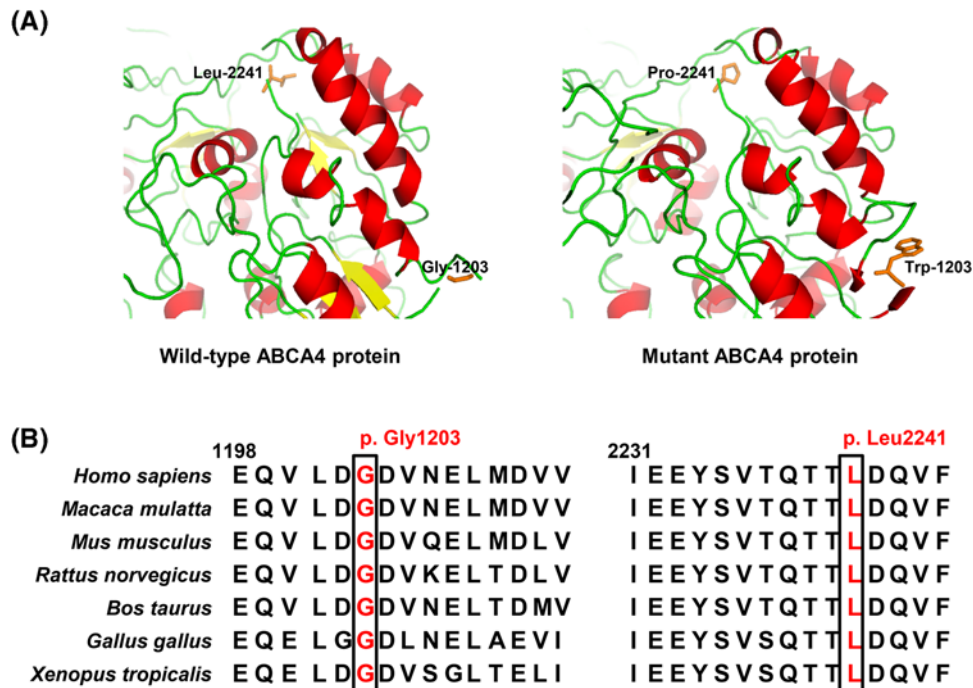 (A)
Leu-2241
Pro-2241
Gly-1203
Trp-1203
Wild-type ABCA4 protein
Mutant ABCA4 protein
(B)
1198 p. Gly1203 2231 p. Leu2241
Homo sapiens E Q V L D G D V N E L M D V V I E E Y S V T Q T T L D Q V F
Macaca mulatta E Q V L D G D V N E L M D V V I E E Y S V T Q T T L D Q V F
Mus musculus E Q V L D G D V Q E L M D L V I E E Y S V T Q T T L D Q V F
Rattus norvegicus E Q V L D G D V K E L T D L V I E E Y S V T Q T T L D Q V F
Bos taurus E Q V L D G D V N E L T D M V I E E Y S V T Q T T L D Q V F
Gallus gallus E Q E L G G D L N E L A E V I I E E Y S V S Q T T L D Q V F
Xenopus tropicalis E Q E L D G D V S G L T E L I I E E Y S V S Q T T L D Q V F